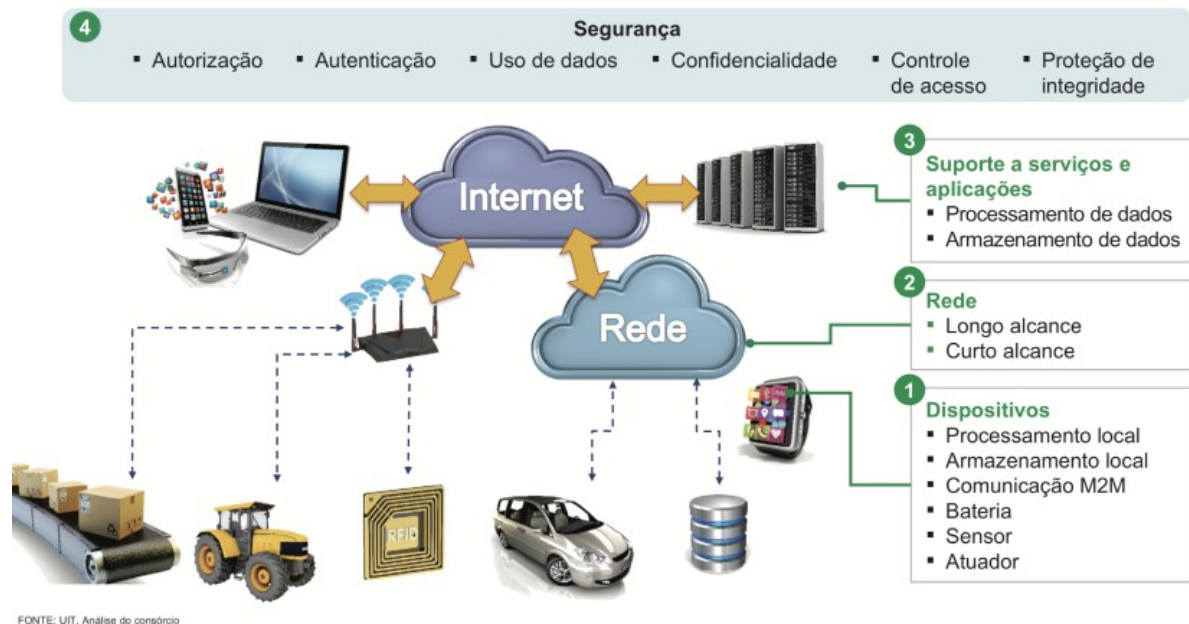 4
Segurança
▪ Autorização ▪ Autenticação ▪ Uso de dados ▪ Confidencialidade ▪ Controle de acesso ▪ Proteção de integridade
Internet
3
Suporte a serviços e
aplicações
▪ Processamento de dados
▪ Armazenamento de dados
2
Rede
▪ Longo alcance
▪ Curto alcance
Rede
1
Dispositivos
▪ Processamento local
▪ Armazenamento local
▪ Comunicação M2M
▪ Bateria
▪ Sensor
▪ Atuador
RFID
FONTE: UIT, Análise do consórcio